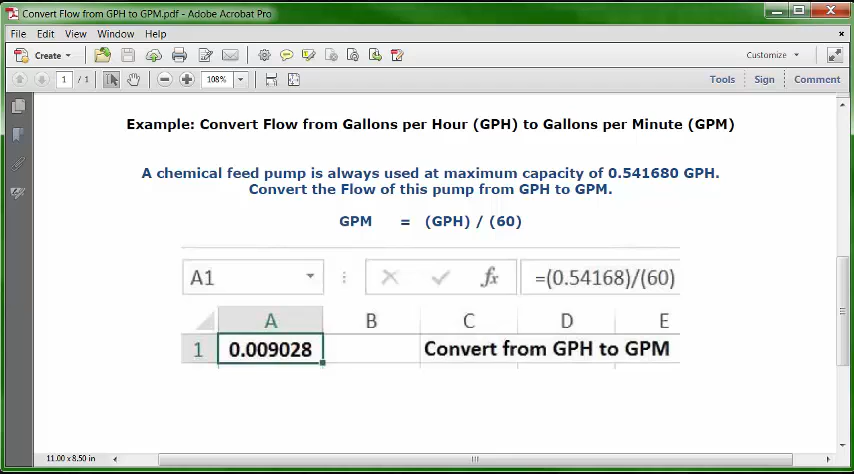 Convert Flow from GPH to GPM.pdf - Adobe Acrobat Pro
File Edit View Window Help
Create Customize
1 / 1 108% Tools Sign Comment
Example: Convert Flow from Gallons per Hour (GPH) to Gallons per Minute (GPM)
A chemical feed pump is always used at maximum capacity of 0.541680 GPH.
Convert the Flow of this pump from GPH to GPM.
GPM = (GPH) / (60)
A1 fx =(0.54168)/(60)
A B C D E
1 0.009028 Convert from GPH to GPM
11.00 x 8.50 in